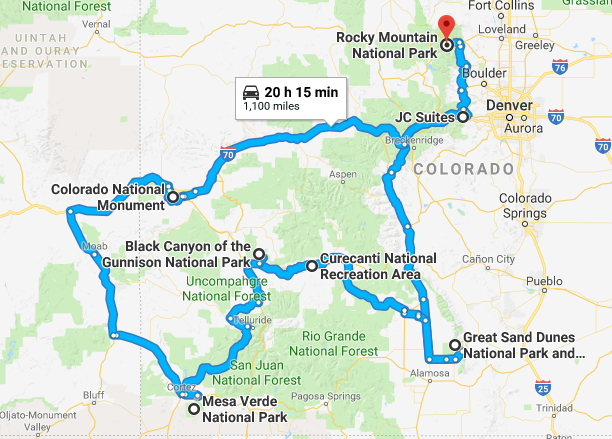 Fort Collins
UINTAH
AND OURAY
RESERVATION
Vernal
Rocky Mountain
National Park
Loveland
Greeley
76
Boulder
20 h 15 min
1,100 miles
JC Suites
Denver
Aurora
70
70
Breckenridge
COLORADO
Colorado National
Monument
Aspen
Colorado
Springs
Moab
Black Canyon of the
Gunnison National Park
Curecanti National
Recreation Area
Cañon City
Pueblo
Uncompahgre
National Forest
Telluride
Rio Grande
National Forest
Great Sand Dunes
National Park and...
San Juan
National Forest
Alamosa
25
Bluff
Cortez
Mesa Verde
National Park
Pagosa Springs
Oljato-Monument
Valley
Trinidad